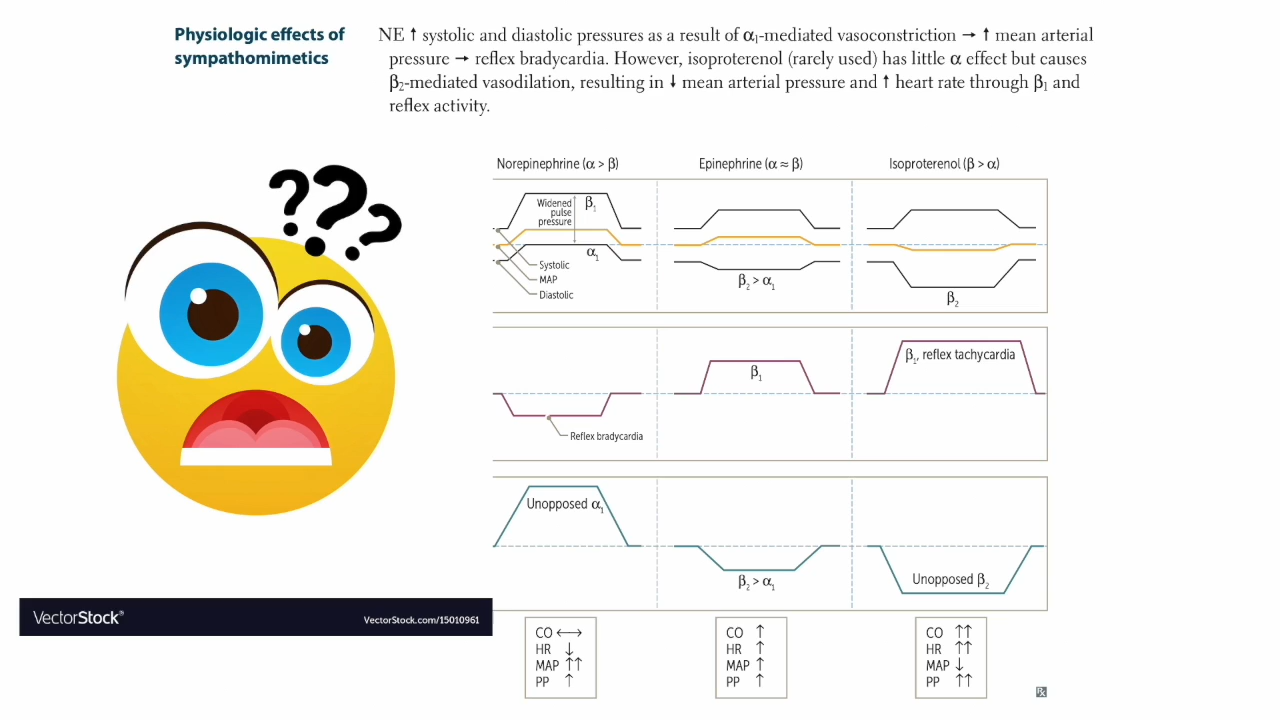 Physiologic effects of
sympathomimetics
NE ↑ systolic and diastolic pressures as a result of α₁-mediated vasoconstriction → ↑ mean arterial
pressure → reflex bradycardia. However, isoproterenol (rarely used) has little α effect but causes
β₂-mediated vasodilation, resulting in ↓ mean arterial pressure and ↑ heart rate through β₁ and
reflex activity.
???
Norepinephrine (α > β)
Epinephrine (α ≈ β)
Isoproterenol (β > α)
Widened
pulse
pressure
β₁
α₁
Systolic
MAP
Diastolic
β₂ > α₁
β₂
Reflex bradycardia
β₁
β₁, reflex tachycardia
Unopposed α₁
β₂ > α₁
Unopposed β₂
CO ↔
HR ↓
MAP ↑↑
PP ↑
CO ↑
HR ↑
MAP ↑
PP ↑
CO ↑↑
HR ↑↑
MAP ↓
PP ↑↑
VectorStock®
VectorStock.com/15010961
℞